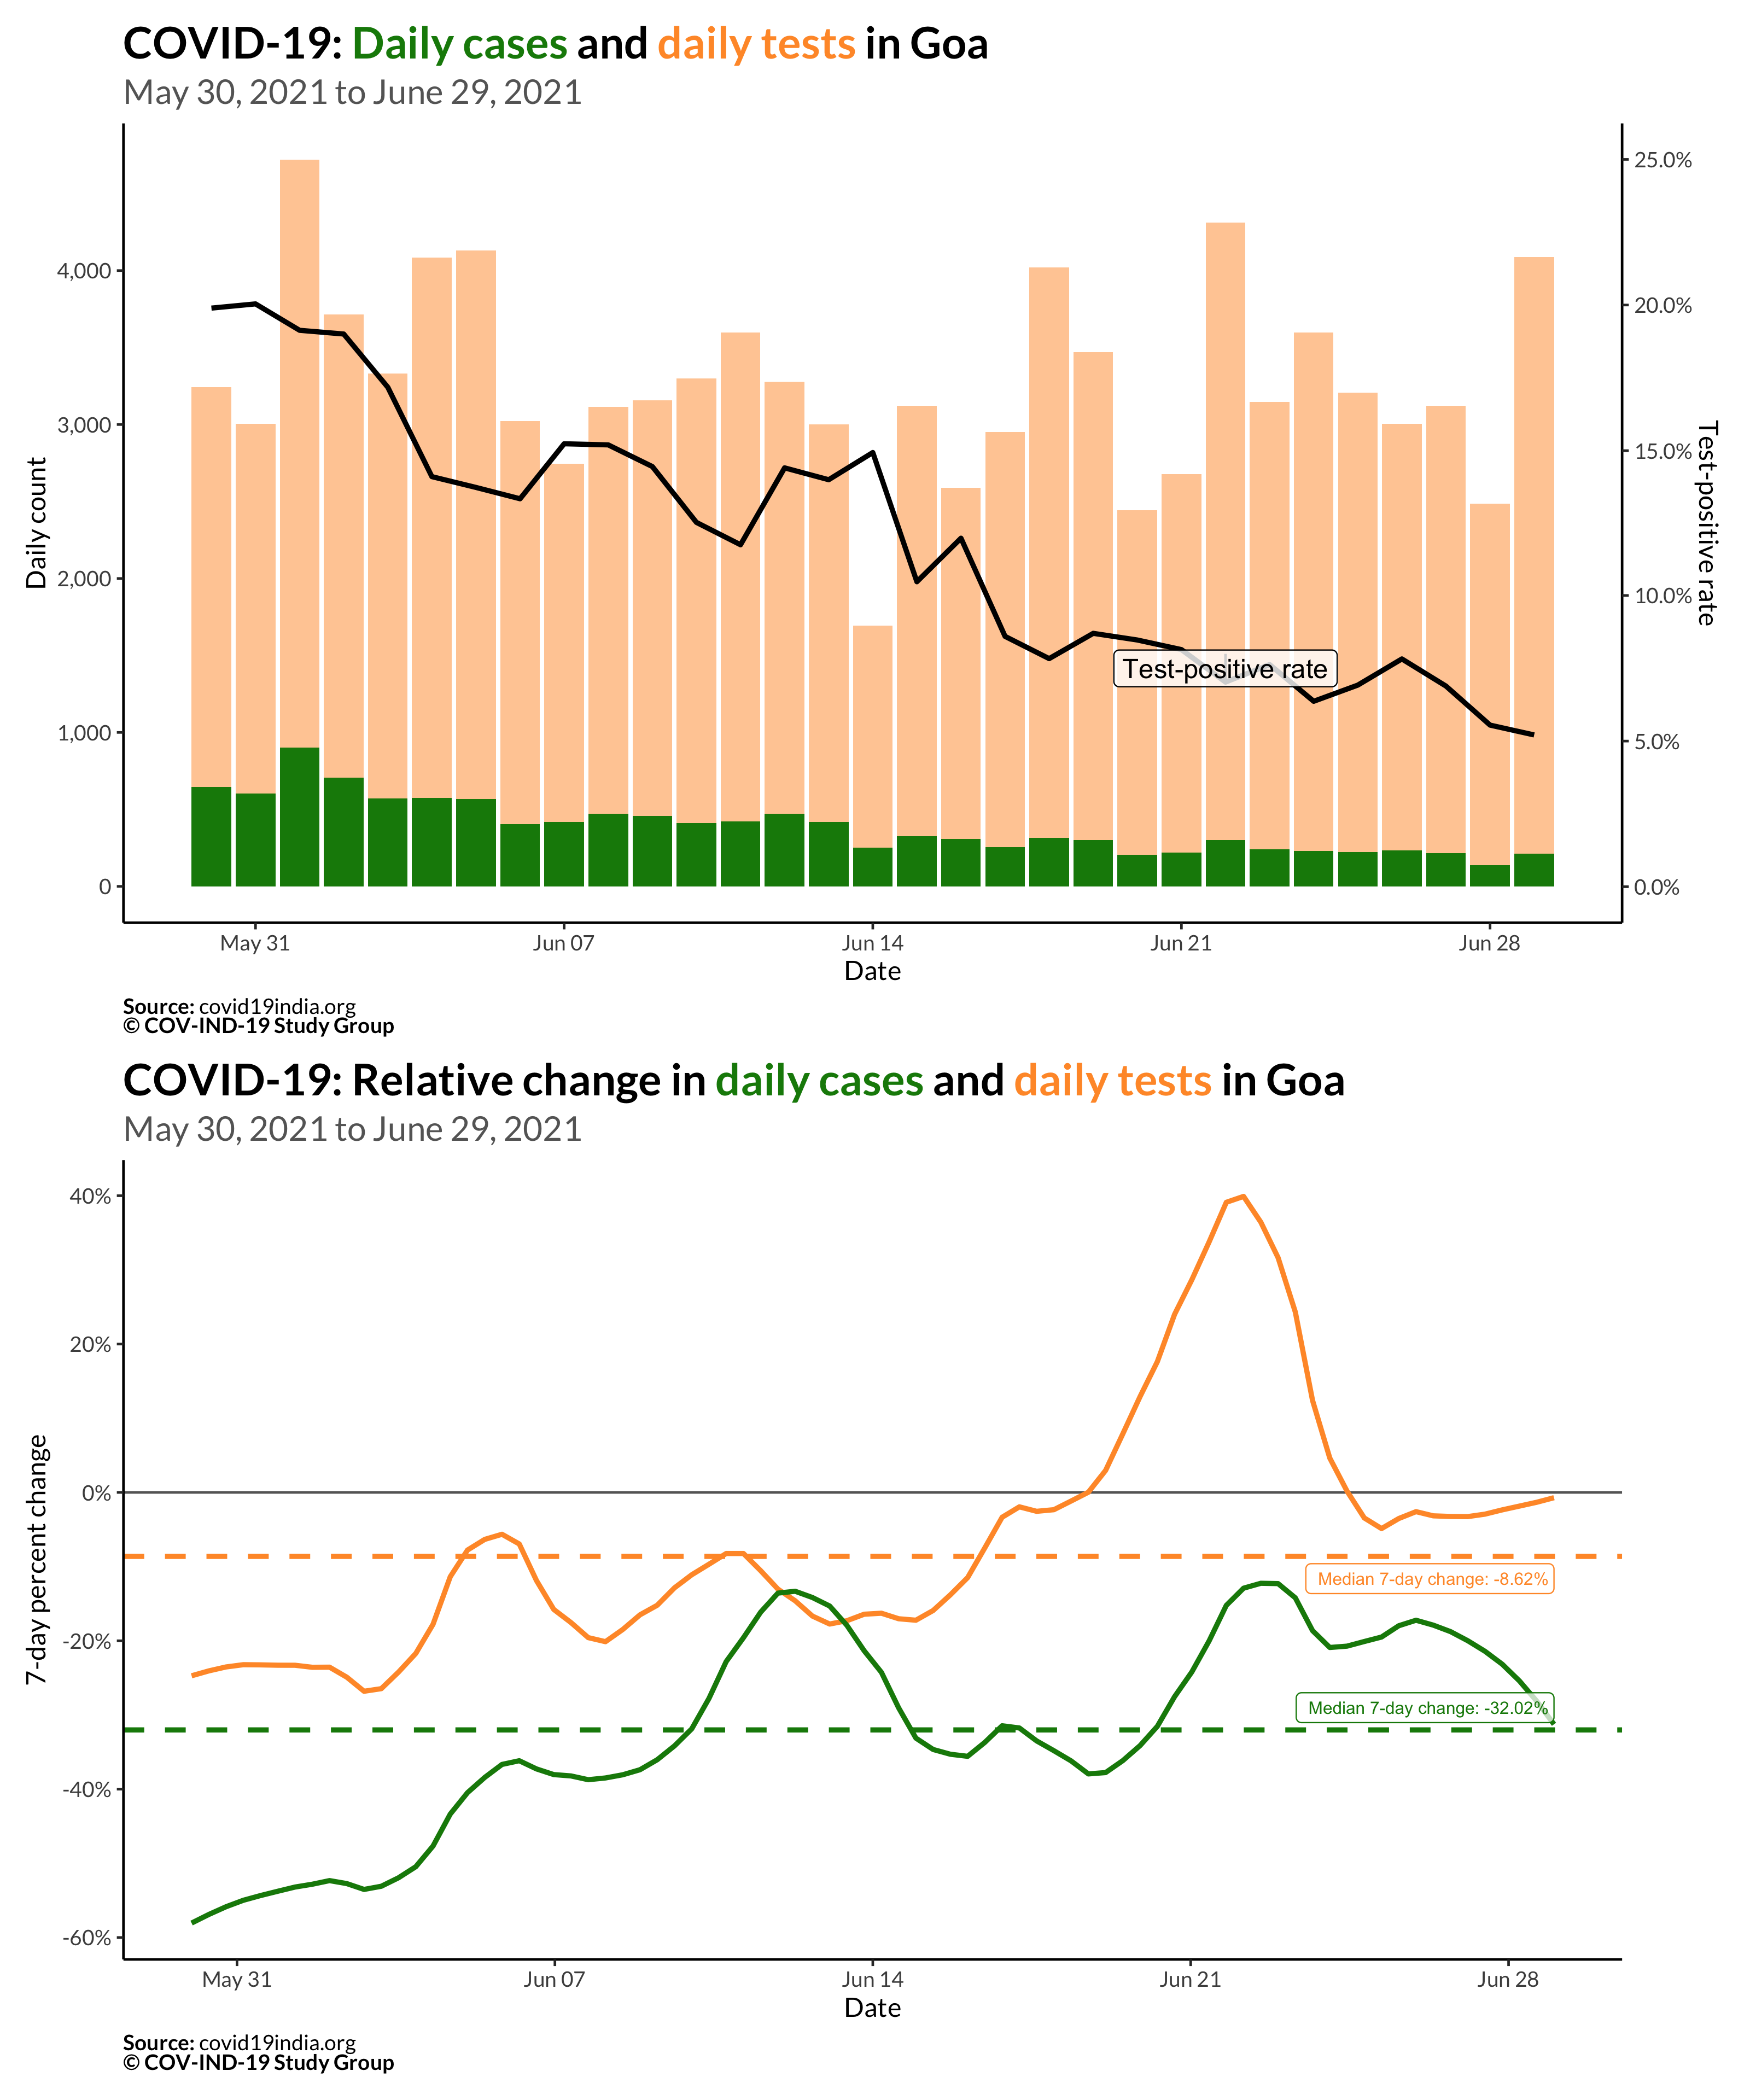 COVID-19: Daily cases and daily tests in Goa
May 30, 2021 to June 29, 2021
Daily count
4,000
3,000
2,000
1,000
0
25.0%
20.0%
15.0%
10.0%
5.0%
0.0%
Test-positive rate
Test-positive rate
May 31 Jun 07 Jun 14 Jun 21 Jun 28
Date
Source: covid19india.org
© COV-IND-19 Study Group
COVID-19: Relative change in daily cases and daily tests in Goa
May 30, 2021 to June 29, 2021
7-day percent change
40%
20%
0%
-20%
-40%
-60%
Median 7-day change: -8.62%
Median 7-day change: -32.02%
May 31 Jun 07 Jun 14 Jun 21 Jun 28
Date
Source: covid19india.org
© COV-IND-19 Study Group